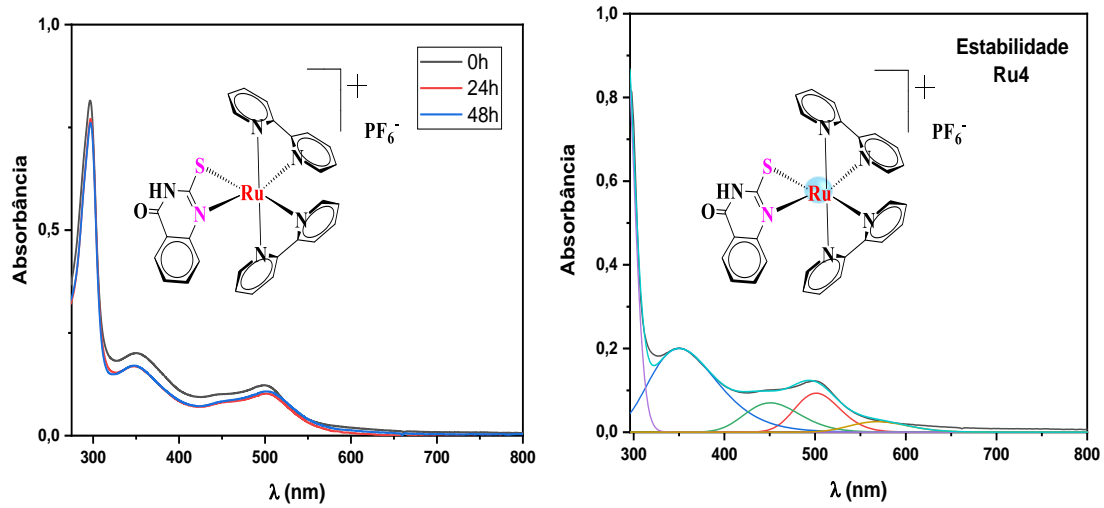 1,0
0,5
0,0
300
400
500
600
700
800
Absorbância
λ (nm)
0h
24h
48h
+
PF6-
N
N
S
HN
Ru
N
N
O
N
1,0
0,8
0,6
0,4
0,2
0,0
300
400
500
600
700
800
Absorbância
λ (nm)
Estabilidade
Ru4
+
PF6-
N
N
S
HN
Ru
N
N
O
N